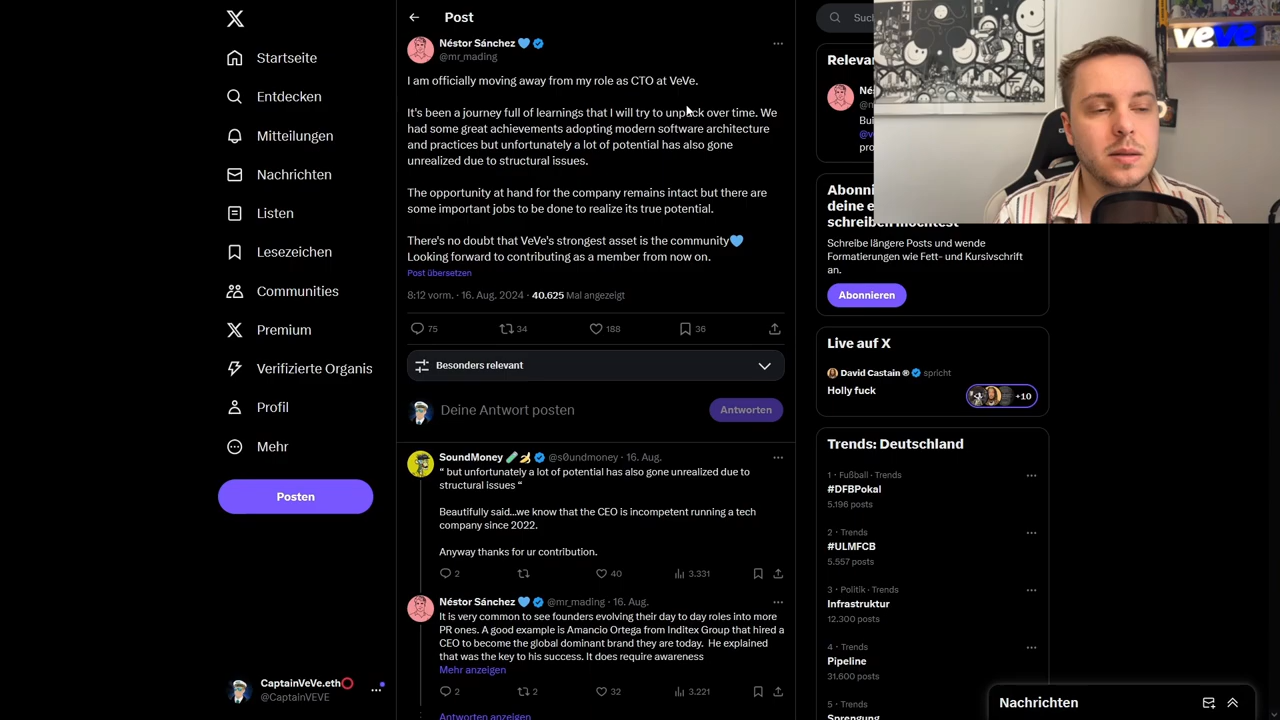 Startseite
Entdecken
Mitteilungen
Nachrichten
Listen
Lesezeichen
Communities
Premium
Verifizierte Organis
Profil
Mehr
Posten
CaptainVeVe.eth
@CaptainVEVE
Post
Néstor Sánchez
@mr_mading
I am officially moving away from my role as CTO at VeVe.
It's been a journey full of learnings that I will try to unpack over time. We
had some great achievements adopting modern software architecture
and practices but unfortunately a lot of potential has also gone
unrealized due to structural issues.
The opportunity at hand for the company remains intact but there are
some important jobs to be done to realize its true potential.
There's no doubt that VeVe's strongest asset is the community💙
Looking forward to contributing as a member from now on.
Post übersetzen
8:12 vorm. · 16. Aug. 2024 · 40.625 Mal angezeigt
75 34 188 36
Besonders relevant
Deine Antwort posten
Antworten
SoundMoney @s0undmoney · 16. Aug.
“ but unfortunately a lot of potential has also gone unrealized due to
structural issues “
Beautifully said...we know that the CEO is incompetent running a tech
company since 2022.
Anyway thanks for ur contribution.
2 40 3.331
Néstor Sánchez @mr_mading · 16. Aug.
It is very common to see founders evolving their day to day roles into more
PR ones. A good example is Amancio Ortega from Inditex Group that hired a
CEO to become the global dominant brand they are today. He explained
that was the key to his success. It does require awareness
Mehr anzeigen
2 2 32 3.221
Antworten anzeigen
veve
Abonnieren
Schreibe längere Posts und wende
Formatierungen wie Fett- und Kursivschrift
an.
Live auf X
David Castain spricht
Holly fuck
+10
Trends: Deutschland
1 · Fußball · Trends
#DFBPokal
5.196 posts
2 · Trends
#ULMFCB
5.557 posts
3 · Politik · Trends
Infrastruktur
12.300 posts
4 · Trends
Pipeline
31.600 posts
5 · Trends
Sprengung
Nachrichten